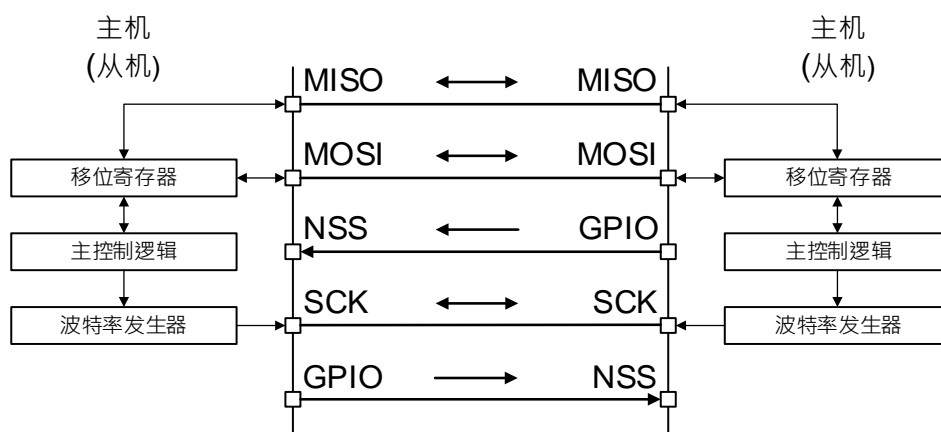 主机
(从机)
主机
(从机)
MISO MISO
MOSI MOSI
移位寄存器
移位寄存器
NSS GPIO
主控制逻辑
主控制逻辑
SCK SCK
波特率发生器
波特率发生器
GPIO NSS